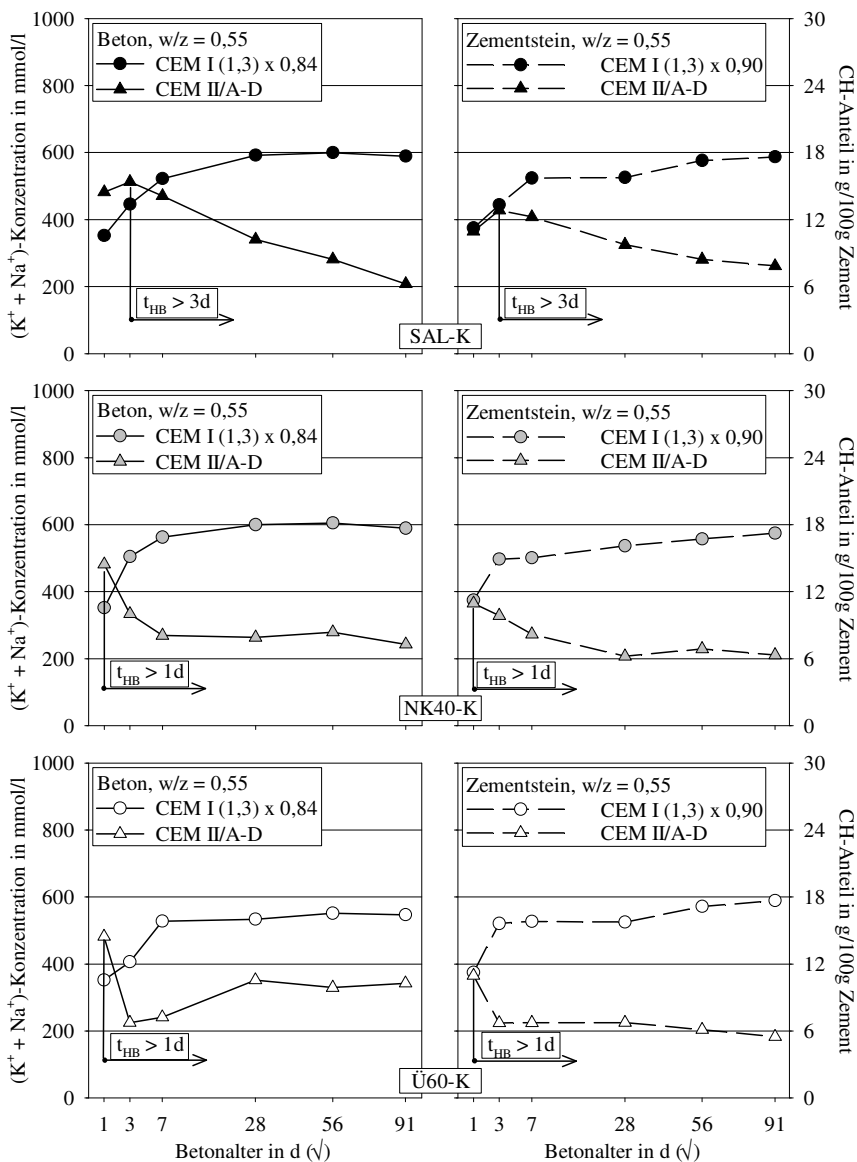 (K⁺ + Na⁺)-Konzentration in mmol/l
1000
800
600
400
200
0
Beton, w/z = 0,55
CEM I (1,3) x 0,84
CEM II/A-D
t_HB > 3d
Zementstein, w/z = 0,55
CEM I (1,3) x 0,90
CEM II/A-D
t_HB > 3d
30
24
18
12
6
0
CH-Anteil in g/100g Zement
SAL-K
(K⁺ + Na⁺)-Konzentration in mmol/l
1000
800
600
400
200
0
Beton, w/z = 0,55
CEM I (1,3) x 0,84
CEM II/A-D
t_HB > 1d
Zementstein, w/z = 0,55
CEM I (1,3) x 0,90
CEM II/A-D
t_HB > 1d
30
24
18
12
6
0
CH-Anteil in g/100g Zement
NK40-K
(K⁺ + Na⁺)-Konzentration in mmol/l
1000
800
600
400
200
0
Beton, w/z = 0,55
CEM I (1,3) x 0,84
CEM II/A-D
t_HB > 1d
Zementstein, w/z = 0,55
CEM I (1,3) x 0,90
CEM II/A-D
t_HB > 1d
30
24
18
12
6
0
CH-Anteil in g/100g Zement
Ü60-K
1 3 7 28 56 91
Betonalter in d (√)
1 3 7 28 56 91
Betonalter in d (√)